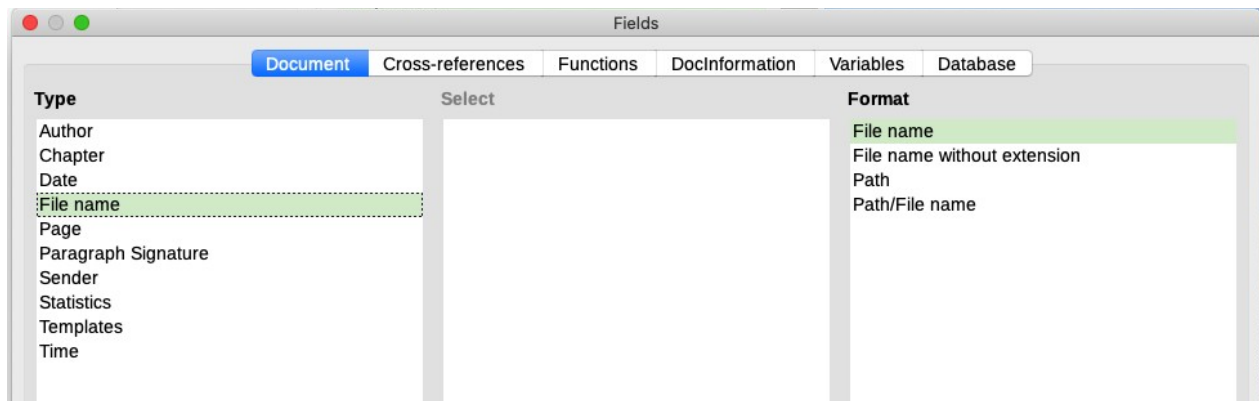 Fields
Document Cross-references Functions DocInformation Variables Database
Type Select Format
Author
Chapter
Date
File name
Page
Paragraph Signature
Sender
Statistics
Templates
Time
File name
File name without extension
Path
Path/File name